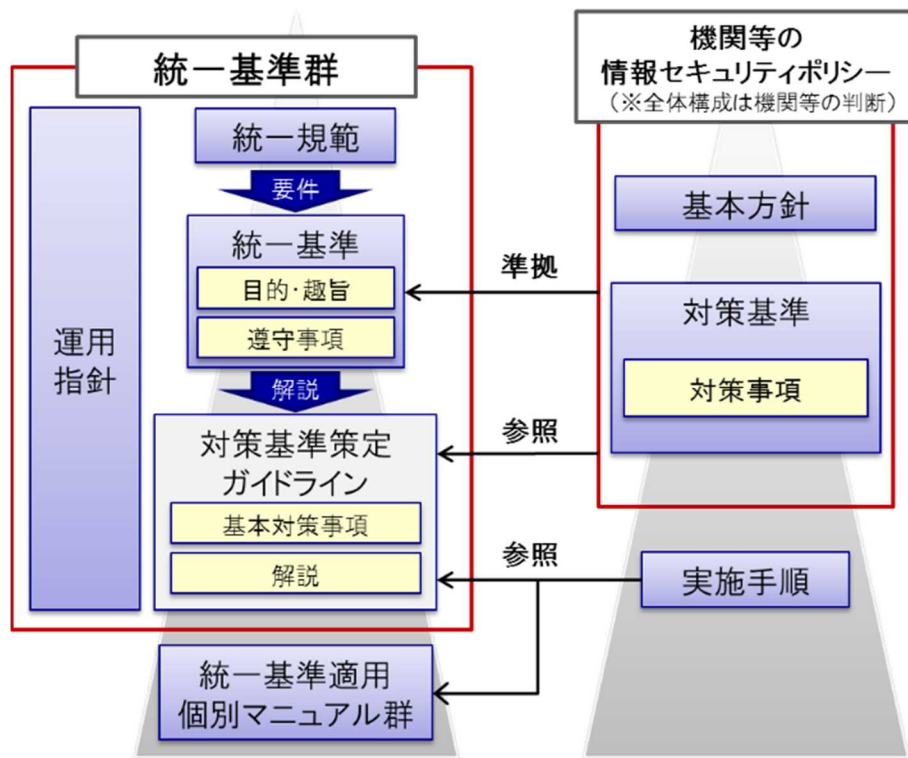 統一基準群
運用
指針
統一規範
要件
統一基準
目的・趣旨
遵守事項
解説
対策基準策定
ガイドライン
基本対策事項
解説
統一基準適用
個別マニュアル群
準拠
参照
参照
機関等の
情報セキュリティポリシー
（※全体構成は機関等の判断）
基本方針
対策基準
対策事項
実施手順